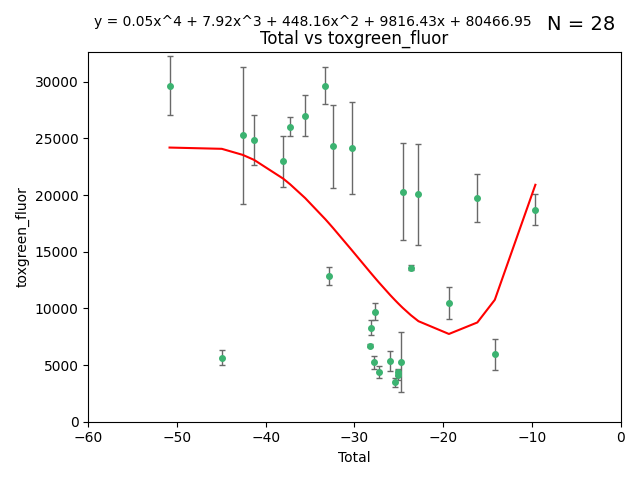 y = 0.05x^4 + 7.92x^3 + 448.16x^2 + 9816.43x + 80466.95
N = 28
Total vs toxgreen_fluor
30000
25000
20000
15000
10000
5000
0
toxgreen_fluor
−60
−50
−40
−30
−20
−10
0
Total